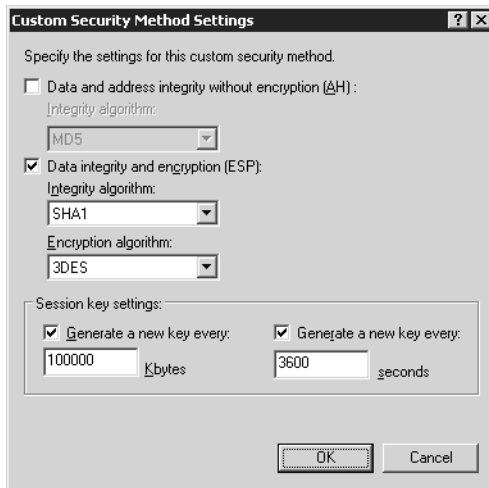 Custom Security Method Settings
Specify the settings for this custom security method.
Data and address integrity without encryption (AH) :
Integrity algorithm:
MD5
Data integrity and encryption (ESP):
Integrity algorithm:
SHA1
Encryption algorithm:
3DES
Session key settings:
Generate a new key every:
100000 Kbytes
Generate a new key every:
3600 seconds
OK Cancel